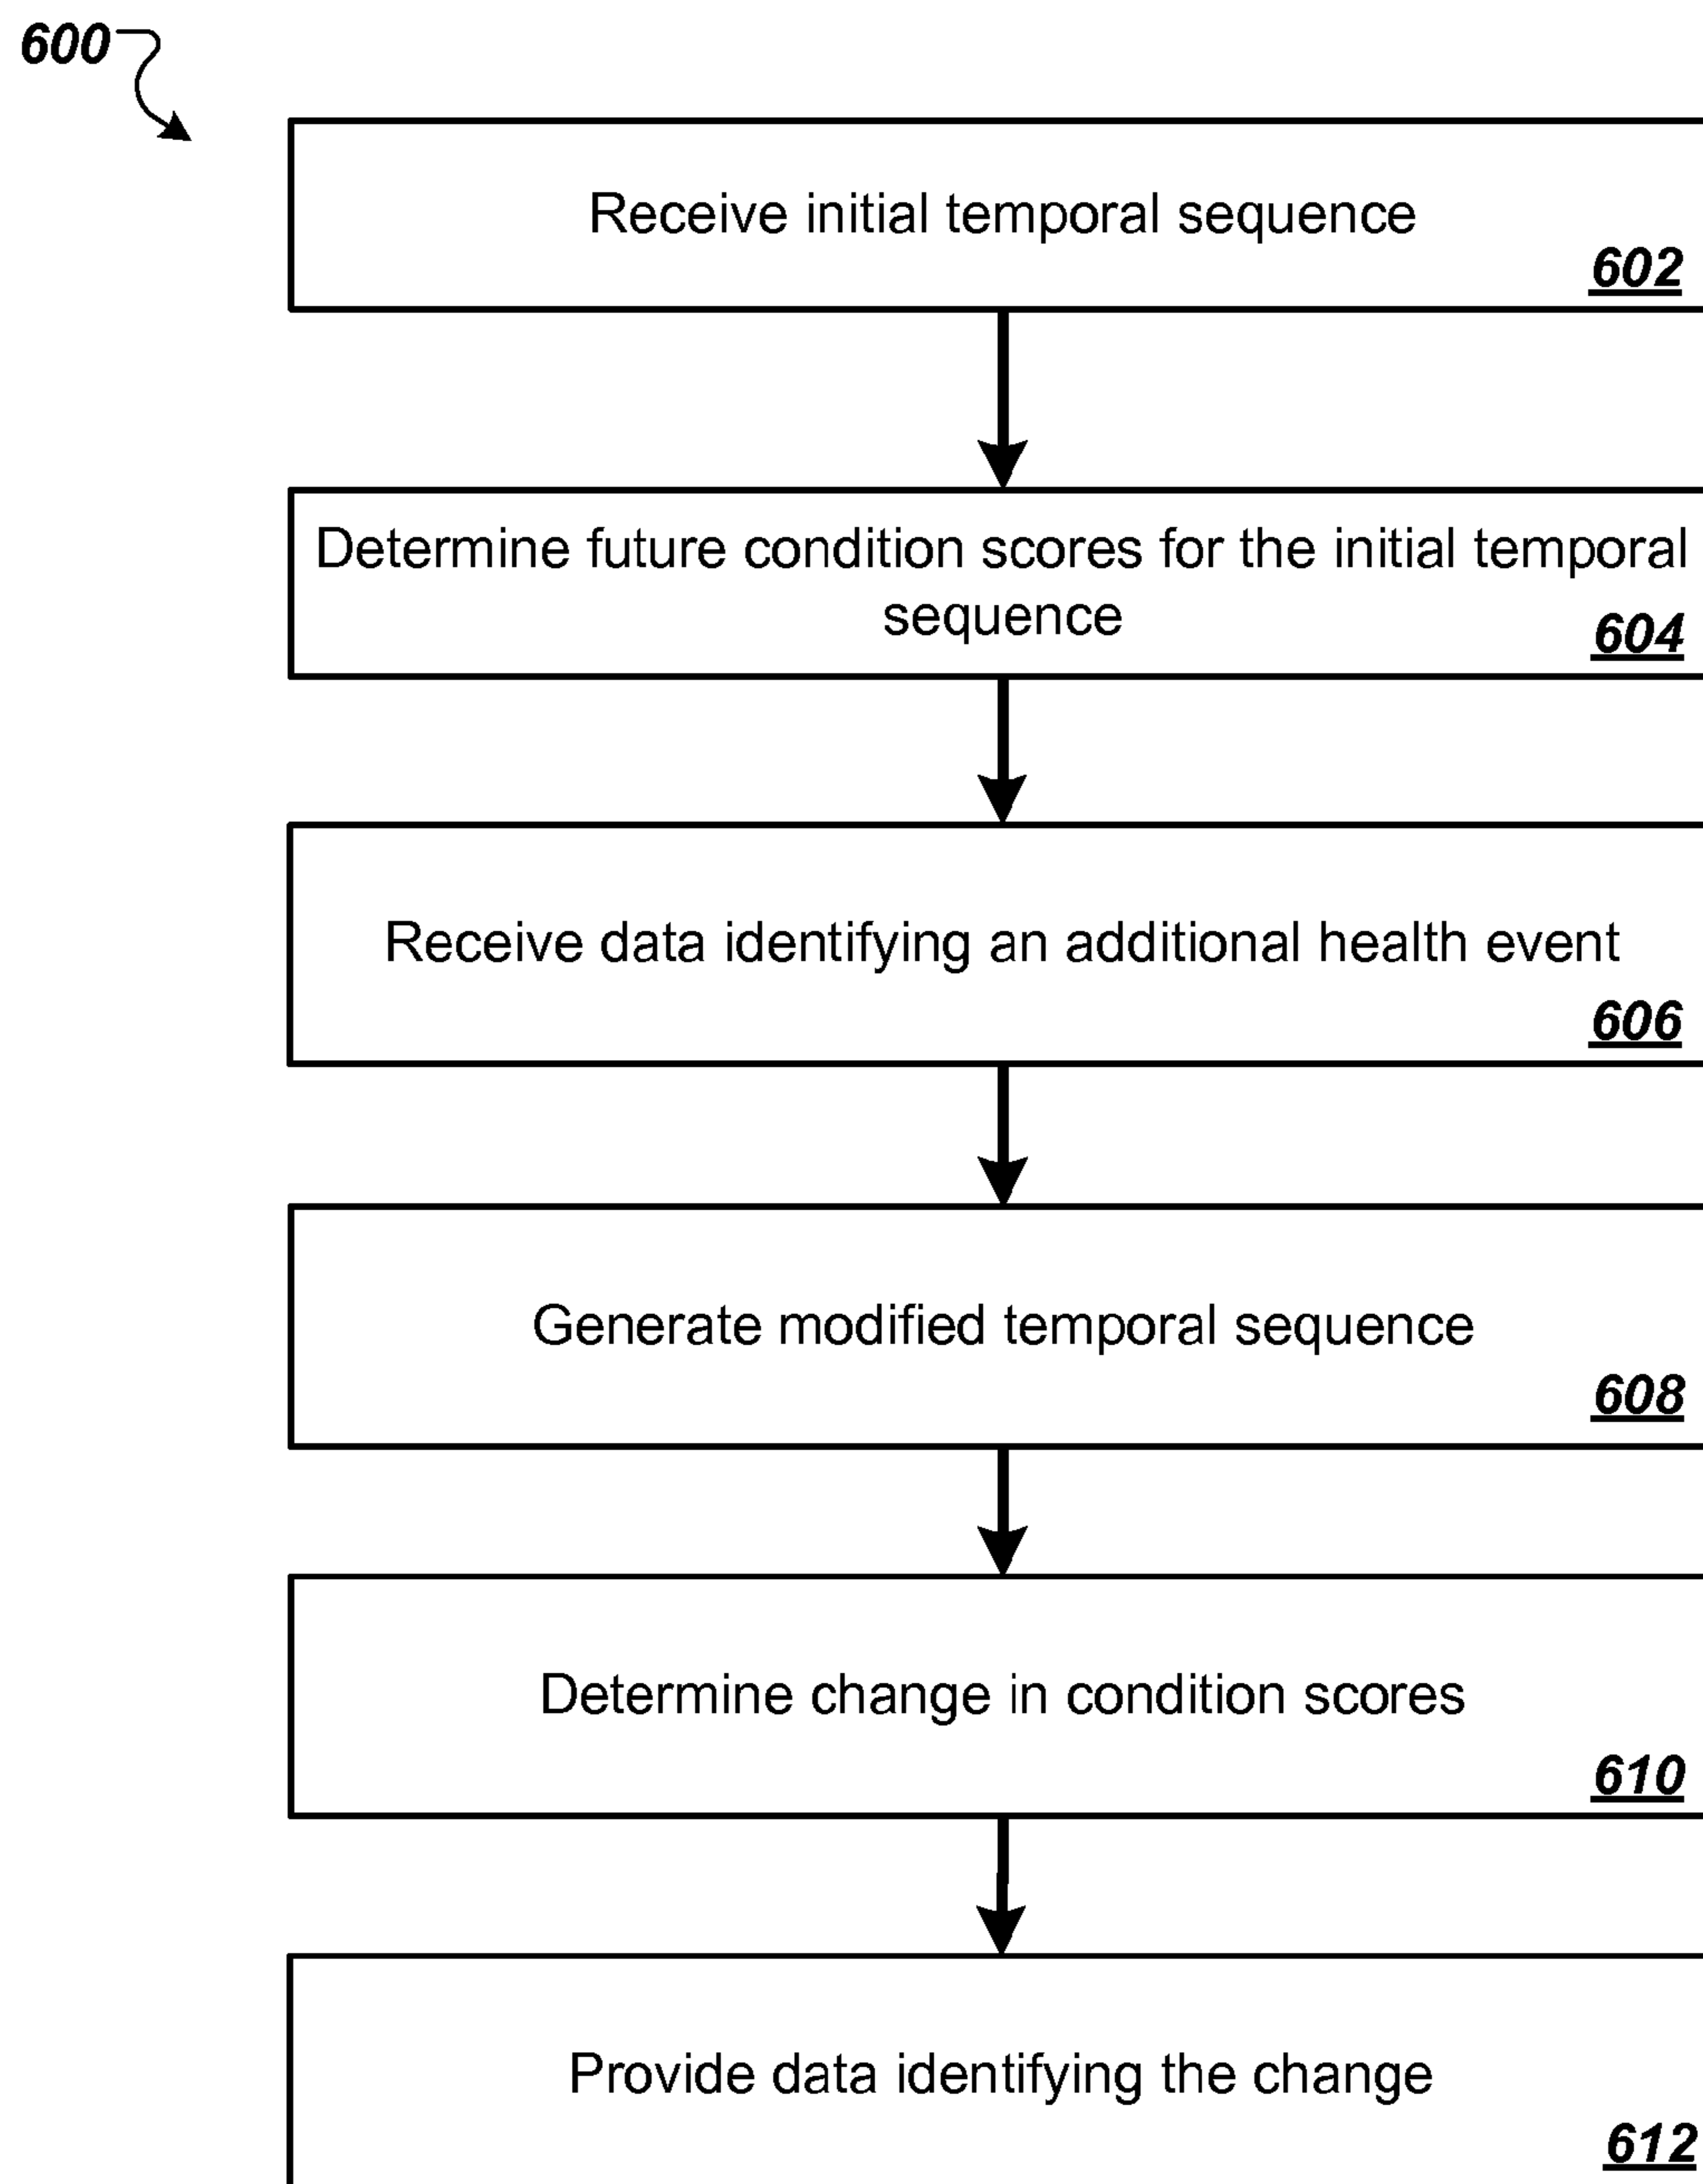 600
Receive initial temporal sequence
602
Determine future condition scores for the initial temporal
sequence
604
Receive data identifying an additional health event
606
Generate modified temporal sequence
608
Determine change in condition scores
610
Provide data identifying the change
612